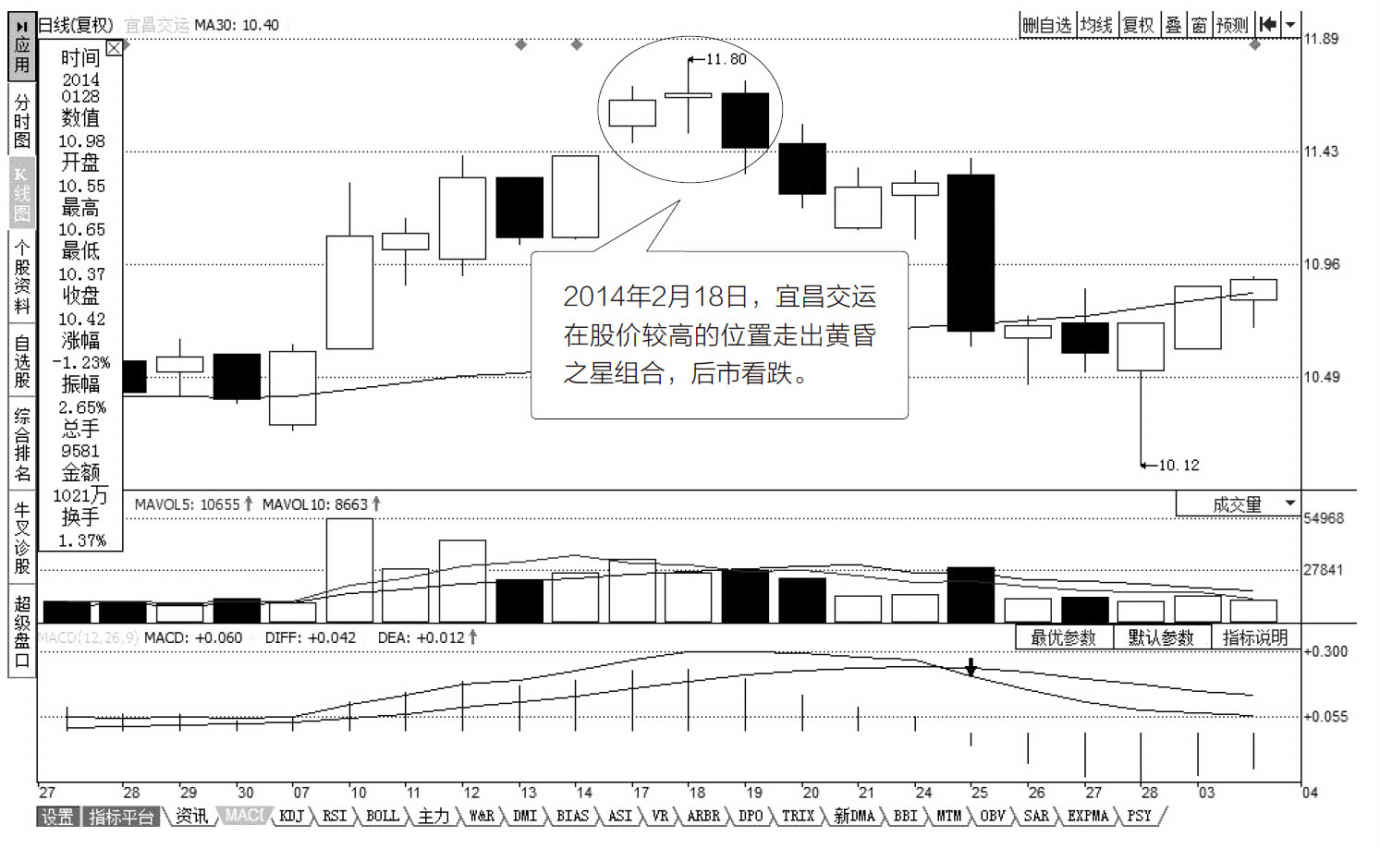 日线(复权) 宜昌交运 MA30: 10.40
删自选 均线 复权 叠 窗 预测
应用
分时图
K线图
个股资料
自选股
综合排名
牛叉诊股
超级盘口
时间
2014
0128
数值
10.98
开盘
10.55
最高
10.65
最低
10.37
收盘
10.42
涨幅
-1.23%
振幅
2.65%
总手
9581
金额
1021万
换手
1.37%
11.80
2014年2月18日，宜昌交运
在股价较高的位置走出黄昏
之星组合，后市看跌。
10.12
11.89
11.43
10.96
10.49
MAVOL5: 10655 MAVOL10: 8663
成交量
54968
27841
MACD(12,26,9) MACD: +0.060 DIFF: +0.042 DEA: +0.012
最优参数 默认参数 指标说明
+0.300
+0.055
27 28 29 30 07 10 11 12 13 14 17 18 19 20 21 24 25 26 27 28 03 04
设置 指标平台 资讯 MACD KDJ RSI BOLL 主力 W&R DMI BIAS ASI VR ARBR DPO TRIX 新DMA BBI MTM OBV SAR EXPMA PSY